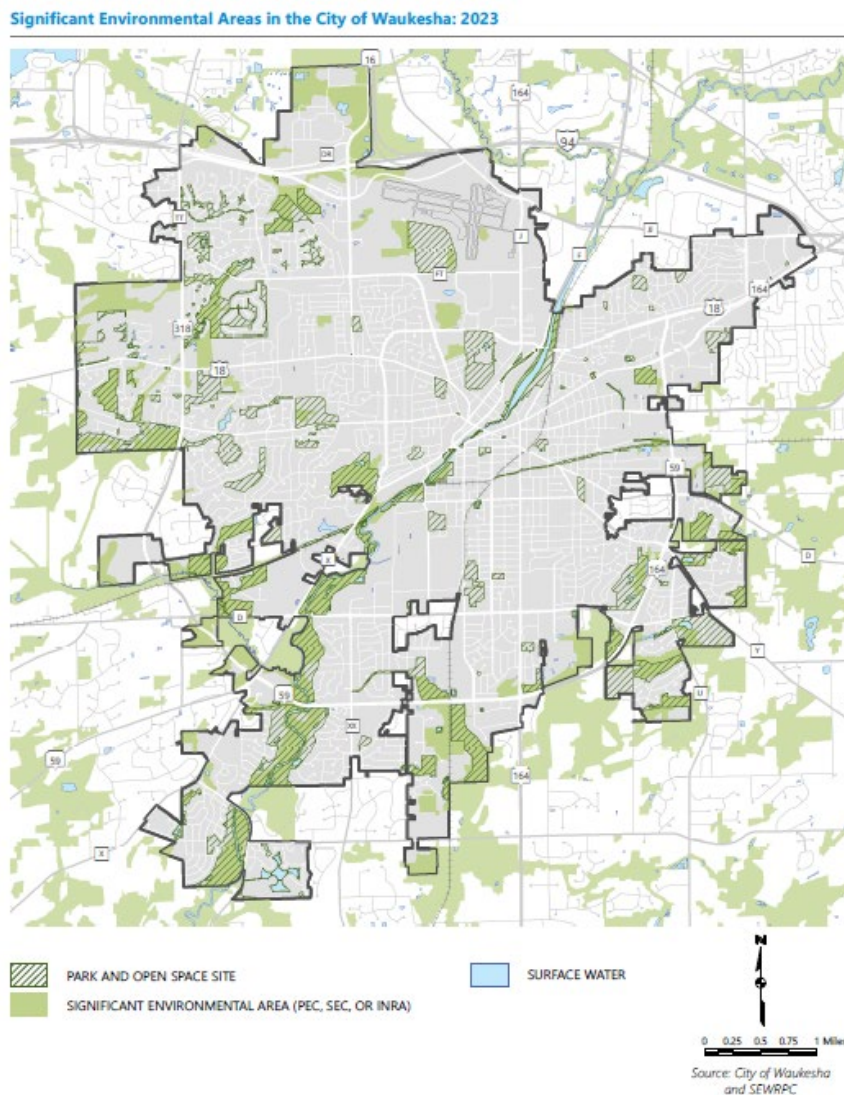 Significant Environmental Areas in the City of Waukesha: 2023
16
164
94
DR
TT
J
F
B
FT
164
18
318
18
59
X
D
164
D
Y
59
U
XX
59
164
X
N
PARK AND OPEN SPACE SITE
SURFACE WATER
SIGNIFICANT ENVIRONMENTAL AREA (PEC, SEC, OR INRA)
0 0.25 0.5 0.75 1 Miles
Source: City of Waukesha
and SEWRPC